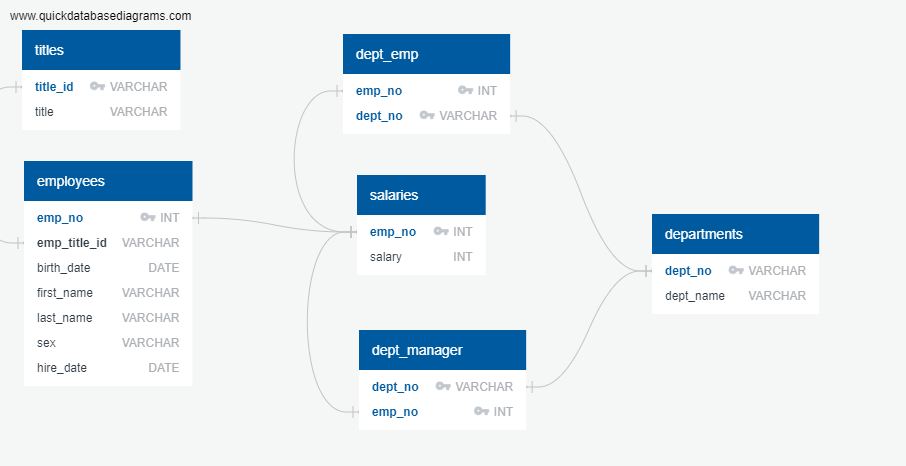 www.quickdatabasediagrams.com
titles
title_id VARCHAR
title VARCHAR
employees
emp_no INT
emp_title_id VARCHAR
birth_date DATE
first_name VARCHAR
last_name VARCHAR
sex VARCHAR
hire_date DATE
dept_emp
emp_no INT
dept_no VARCHAR
salaries
emp_no INT
salary INT
dept_manager
dept_no VARCHAR
emp_no INT
departments
dept_no VARCHAR
dept_name VARCHAR